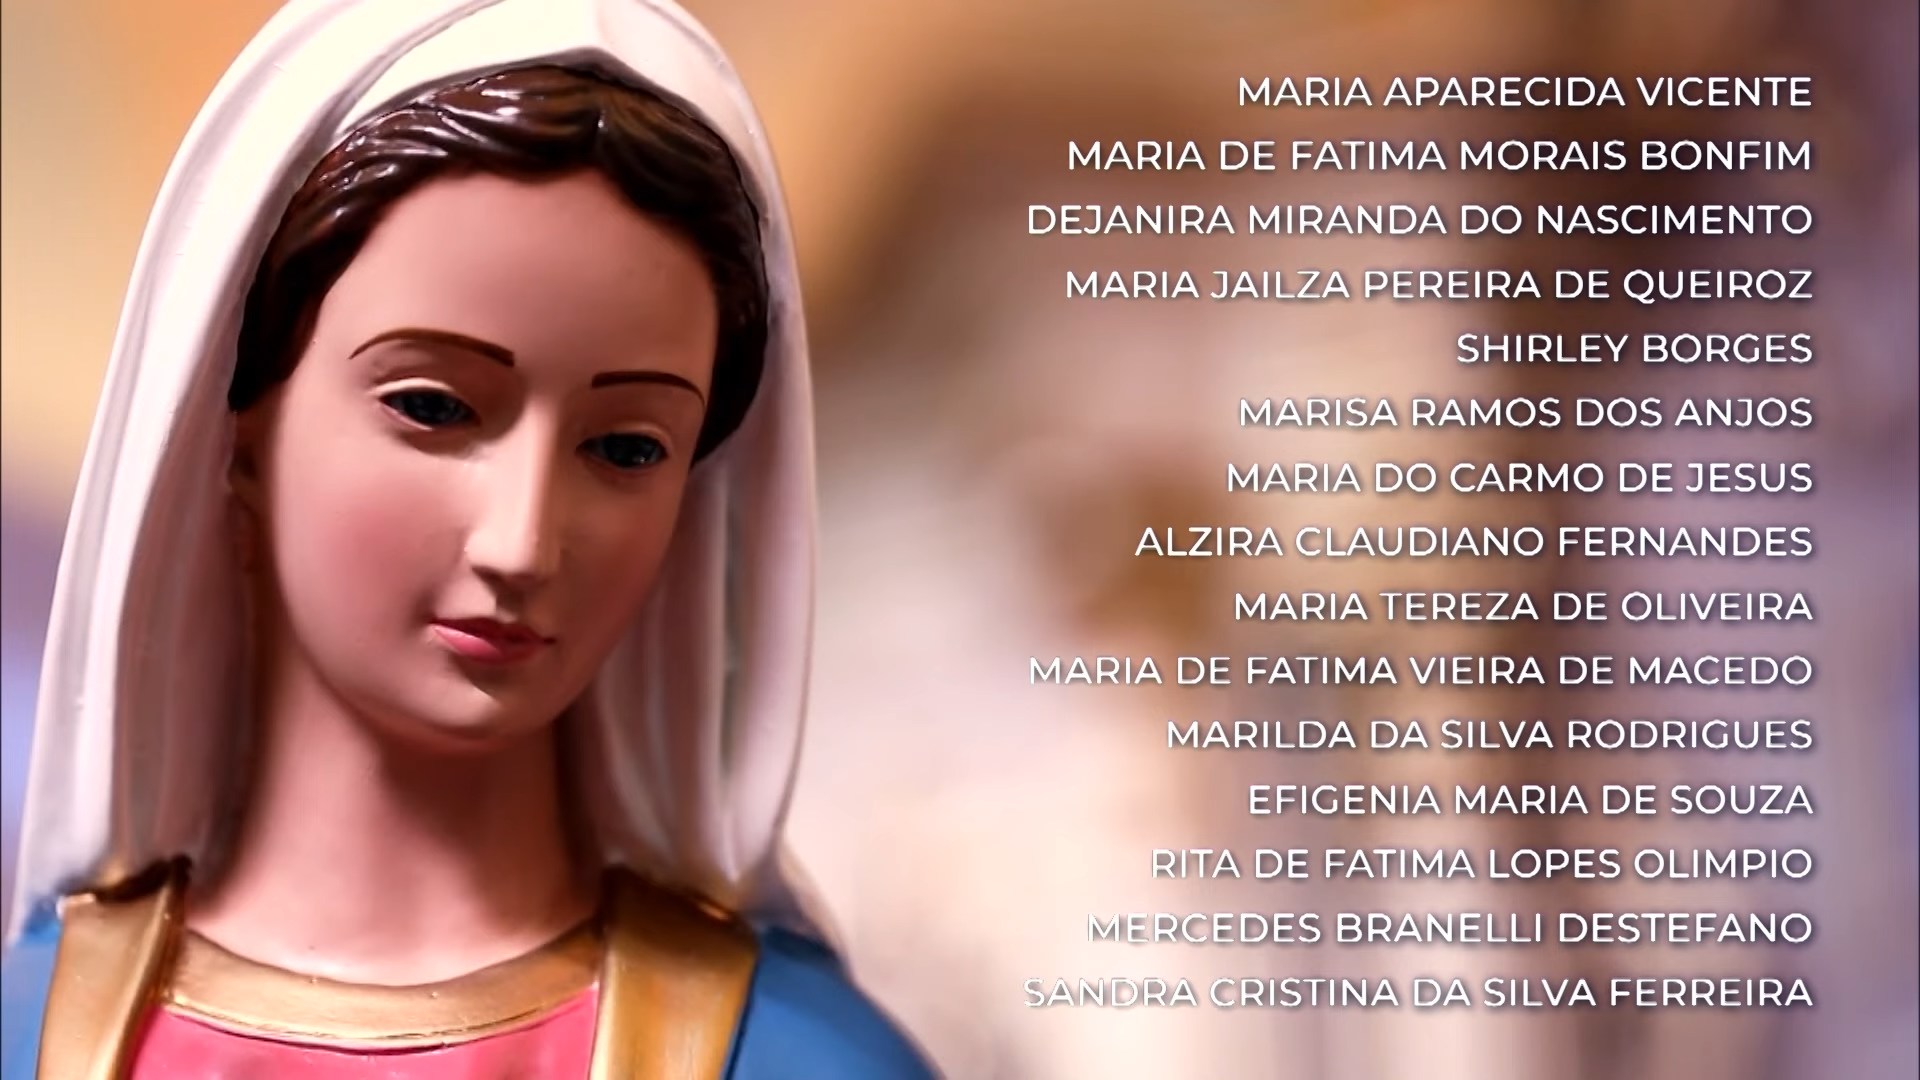 MARIA APARECIDA VICENTE
MARIA DE FATIMA MORAIS BONFIM
DEJANIRA MIRANDA DO NASCIMENTO
MARIA JAILZA PEREIRA DE QUEIROZ
SHIRLEY BORGES
MARISA RAMOS DOS ANJOS
MARIA DO CARMO DE JESUS
ALZIRA CLAUDIANO FERNANDES
MARIA TEREZA DE OLIVEIRA
MARIA DE FATIMA VIEIRA DE MACEDO
MARILDA DA SILVA RODRIGUES
EFIGENIA MARIA DE SOUZA
RITA DE FATIMA LOPES OLIMPIO
MERCEDES BRANELLI DESTEFANO
SANDRA CRISTINA DA SILVA FERREIRA